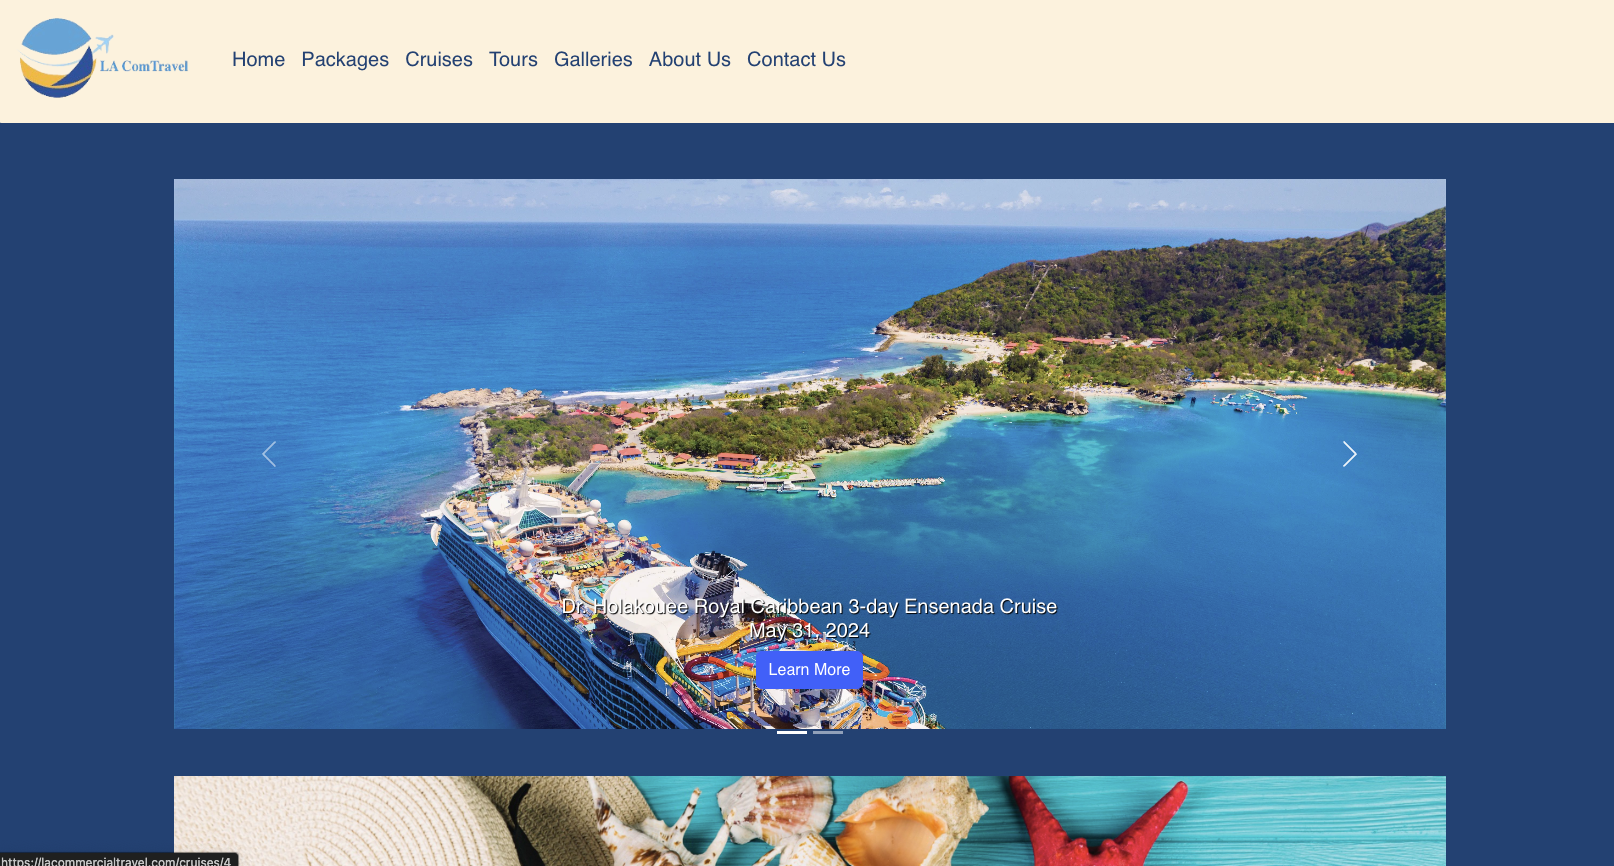 LA ComTravel
Home Packages Cruises Tours Galleries About Us Contact Us
Dr. Holakouee Royal Caribbean 3-day Ensenada Cruise
May 31, 2024
Learn More
https://lacommercialtravel.com/cruises/4